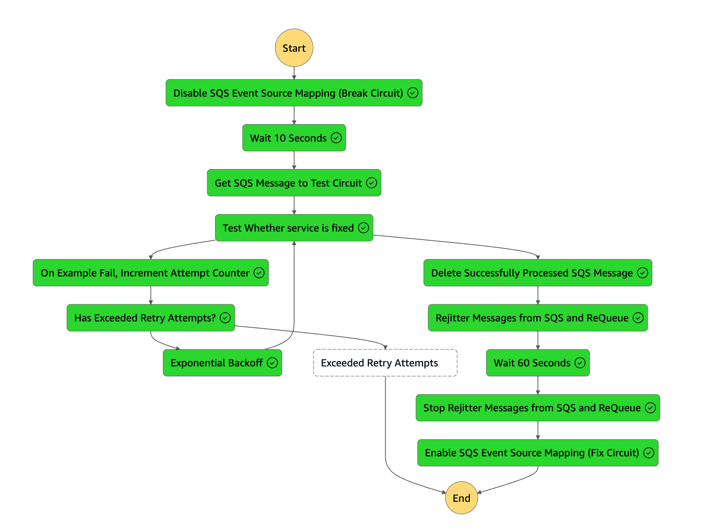 Start
Disable SQS Event Source Mapping (Break Circuit)
Wait 10 Seconds
Get SQS Message to Test Circuit
Test Whether service is fixed
On Example Fail, Increment Attempt Counter
Delete Successfully Processed SQS Message
Has Exceeded Retry Attempts?
Rejitter Messages from SQS and ReQueue
Exponential Backoff
Exceeded Retry Attempts
Wait 60 Seconds
Stop Rejitter Messages from SQS and ReQueue
Enable SQS Event Source Mapping (Fix Circuit)
End